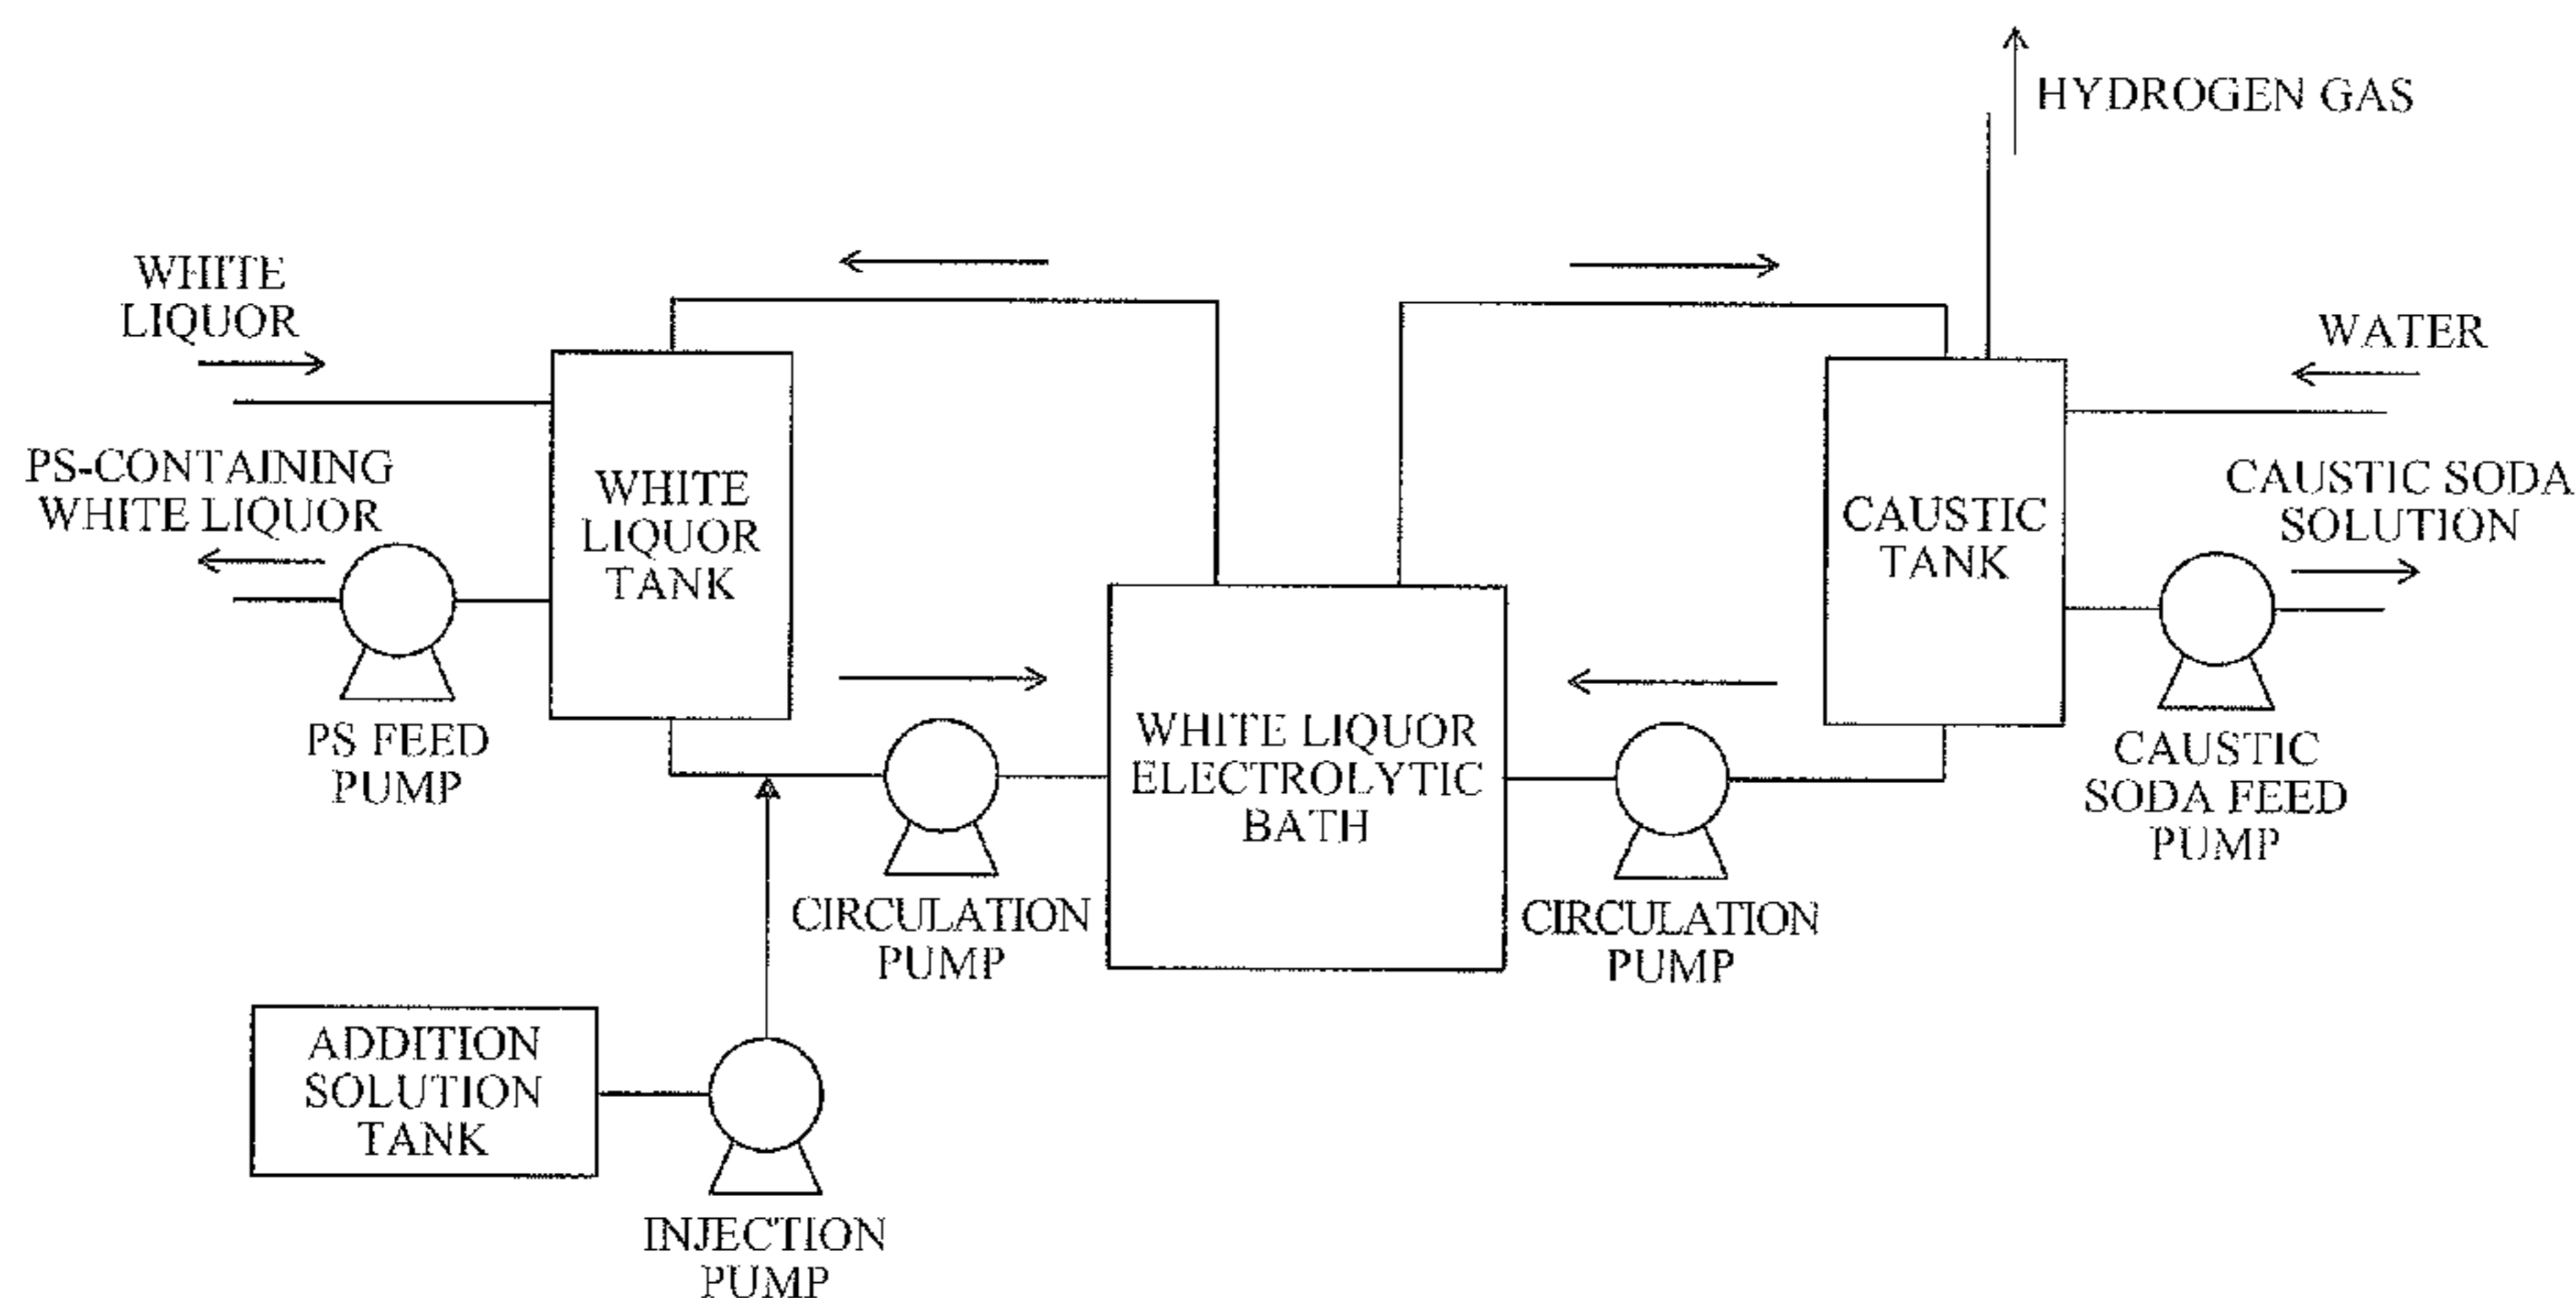 HYDROGEN GAS
WHITE
LIQUOR
WATER
PS-CONTAINING
WHITE LIQUOR
WHITE
LIQUOR
TANK
CAUSTIC
TANK
CAUSTIC SODA
SOLUTION
PS FEED
PUMP
WHITE LIQUOR
ELECTROLYTIC
BATH
CAUSTIC
SODA FEED
PUMP
CIRCULATION
PUMP
CIRCULATION
PUMP
ADDITION
SOLUTION
TANK
INJECTION
PUMP